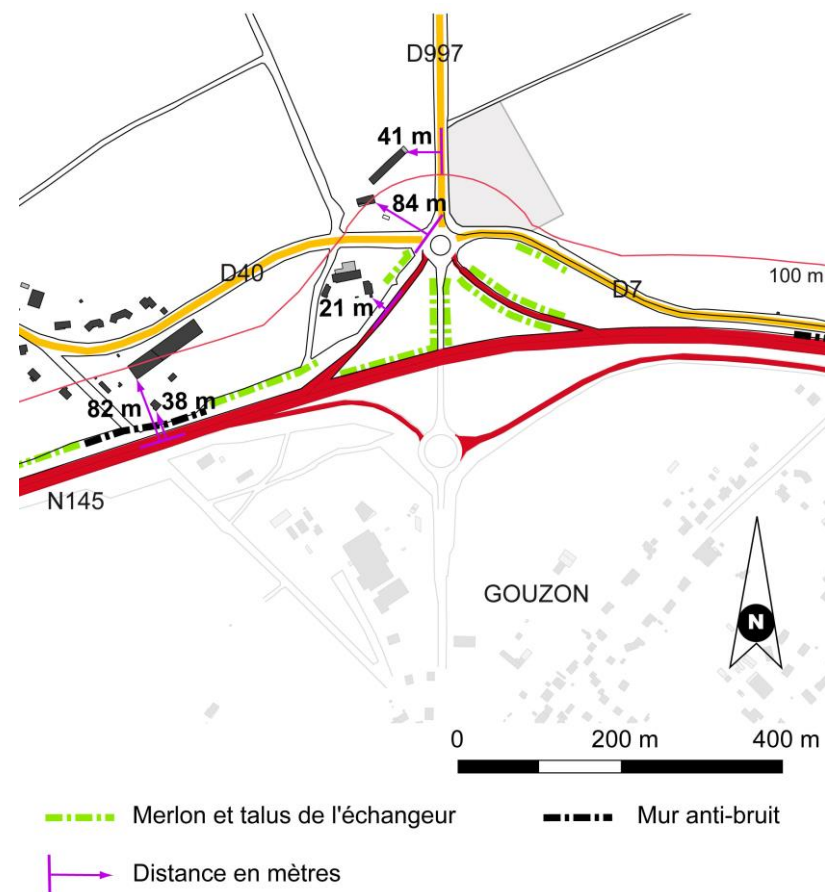 D997
41 m
84 m
D40
21 m
D7
100 m
82 m
38 m
N145
GOUZON
N
0
200 m
400 m
Merlon et talus de l'échangeur
Mur anti-bruit
Distance en mètres